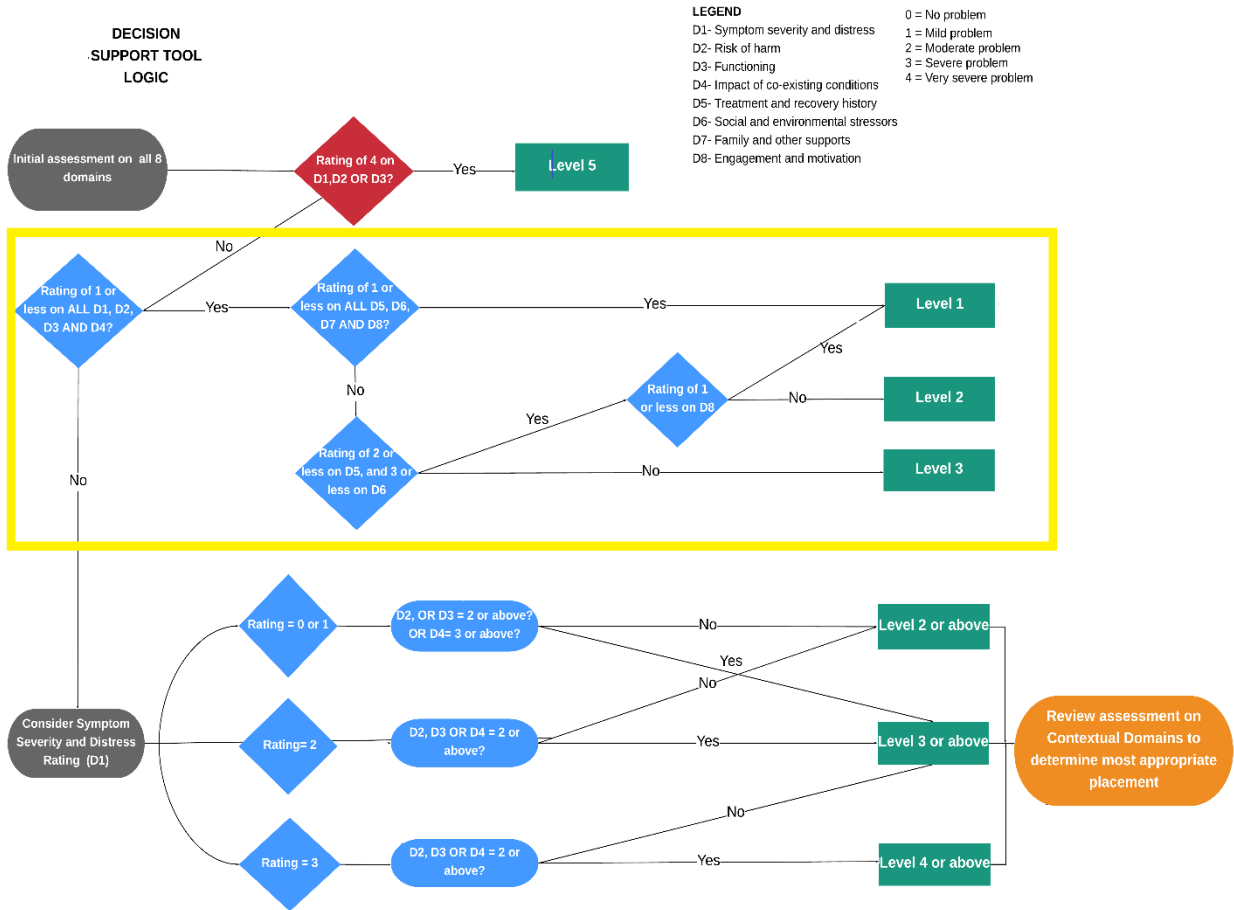 DECISION
SUPPORT TOOL
LOGIC
LEGEND
D1- Symptom severity and distress
D2- Risk of harm
D3- Functioning
D4- Impact of co-existing conditions
D5- Treatment and recovery history
D6- Social and environmental stressors
D7- Family and other supports
D8- Engagement and motivation
0 = No problem
1 = Mild problem
2 = Moderate problem
3 = Severe problem
4 = Very severe problem
Initial assessment on all 8
domains
Rating of 4 on
D1,D2 OR D3?
Yes
Level 5
No
Rating of 1 or
less on ALL D1, D2,
D3 AND D4?
Yes
Rating of 1 or
less on ALL D5, D6,
D7 AND D8?
Yes
Level 1
No
Rating of 2 or
less on D5, and 3 or
less on D6
Yes
Rating of 1
or less on D8
Yes
No
Level 2
No
Level 3
No
Consider Symptom
Severity and Distress
Rating (D1)
Rating = 0 or 1
D2, OR D3 = 2 or above?
OR D4= 3 or above?
No
Yes
Level 2 or above
Rating= 2
D2, D3 OR D4 = 2 or
above?
No
Yes
Level 3 or above
Rating = 3
D2, D3 OR D4 = 2 or
above?
No
Yes
Level 4 or above
Review assessment on
Contextual Domains to
determine most appropriate
placement